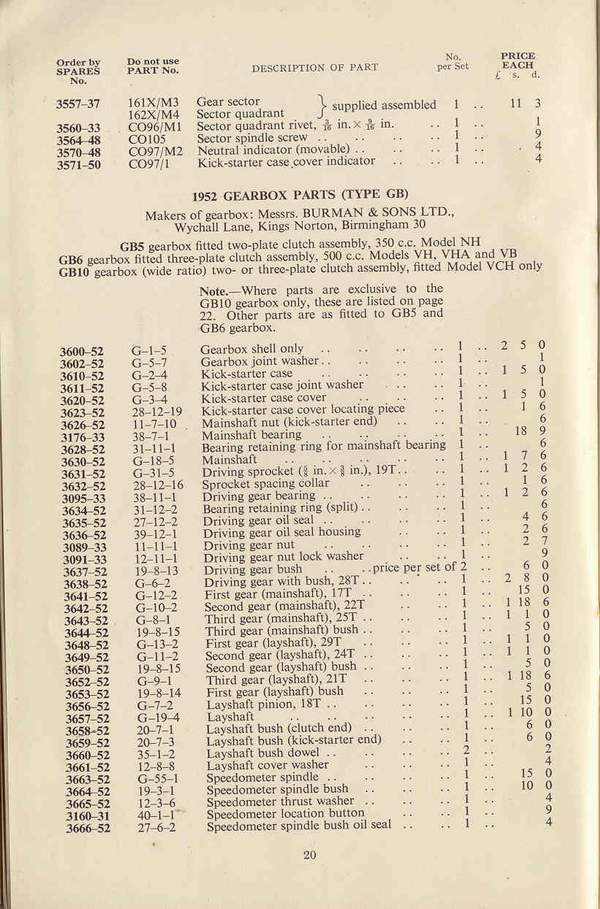 Order by SPARES No. Do not use PART No. DESCRIPTION OF PART No. per Set PRICE EACH £ s. d.
3557–37 161X/M3 Gear sector } supplied assembled 1 .. 11 3
162X/M4 Sector quadrant
3560–33 CO96/M1 Sector quadrant rivet, 3/16 in. × 5/16 in. .. 1 .. 1
3564–48 CO105 Sector spindle screw .. .. .. .. 1 .. 9
3570–48 CO97/M2 Neutral indicator (movable) .. .. .. 1 .. 4
3571–50 CO97/1 Kick-starter case cover indicator .. .. 1 .. 4
1952 GEARBOX PARTS (TYPE GB)
Makers of gearbox: Messrs. BURMAN & SONS LTD.,
Wychall Lane, Kings Norton, Birmingham 30
GB5 gearbox fitted two-plate clutch assembly, 350 c.c. Model NH
GB6 gearbox fitted three-plate clutch assembly, 500 c.c. Models VH, VHA and VB
GB10 gearbox (wide ratio) two- or three-plate clutch assembly, fitted Model VCH only
Note.—Where parts are exclusive to the
GB10 gearbox only, these are listed on page
22. Other parts are as fitted to GB5 and
GB6 gearbox.
3600–52 G–1–5 Gearbox shell only .. .. .. .. 1 .. 2 5 0
3602–52 G–5–7 Gearbox joint washer .. .. .. .. 1 .. 1
3610–52 G–2–4 Kick-starter case .. .. .. .. 1 .. 1 5 0
3611–52 G–5–8 Kick-starter case joint washer .. .. 1 .. 1
3620–52 G–3–4 Kick-starter case cover .. .. .. 1 .. 1 5 0
3623–52 28–12–19 Kick-starter case cover locating piece .. 1 .. 1 6
3626–52 11–7–10 Mainshaft nut (kick-starter end) .. .. 1 .. 6
3176–33 38–7–1 Mainshaft bearing .. .. .. .. 1 .. 18 9
3628–52 31–11–1 Bearing retaining ring for mainshaft bearing 1 .. 6
3630–52 G–18–5 Mainshaft .. .. .. .. .. 1 .. 1 7 6
3631–52 G–31–5 Driving sprocket (5/8 in. × 3/8 in.), 19T .. .. 1 .. 1 2 6
3632–52 28–12–16 Sprocket spacing collar .. .. .. 1 .. 1 6
3095–33 38–11–1 Driving gear bearing .. .. .. .. 1 .. 1 2 6
3634–52 31–12–2 Bearing retaining ring (split) .. .. .. 1 .. 6
3635–52 27–12–2 Driving gear oil seal .. .. .. .. 1 .. 4 6
3636–52 39–12–1 Driving gear oil seal housing .. .. 1 .. 2 6
3089–33 11–11–1 Driving gear nut .. .. .. .. 1 .. 2 7
3091–33 12–11–1 Driving gear nut lock washer .. .. 1 .. 9
3637–52 19–8–13 Driving gear bush .. .. price per set of 2 .. 6 0
3638–52 G–6–2 Driving gear with bush, 28T .. .. .. 1 .. 2 8 0
3641–52 G–12–2 First gear (mainshaft), 17T .. .. .. 1 .. 15 0
3642–52 G–10–2 Second gear (mainshaft), 22T .. .. 1 .. 1 18 6
3643–52 G–8–1 Third gear (mainshaft), 25T .. .. .. 1 .. 1 1 0
3644–52 19–8–15 Third gear (mainshaft) bush .. .. .. 1 .. 5 0
3648–52 G–13–2 First gear (layshaft), 29T .. .. .. 1 .. 1 1 0
3649–52 G–11–2 Second gear (layshaft), 24T .. .. .. 1 .. 1 1 0
3650–52 19–8–15 Second gear (layshaft) bush .. .. .. 1 .. 5 0
3652–52 G–9–1 Third gear (layshaft), 21T .. .. .. 1 .. 1 18 6
3653–52 19–8–14 First gear (layshaft) bush .. .. .. 1 .. 5 0
3656–52 G–7–2 Layshaft pinion, 18T .. .. .. .. 1 .. 15 0
3657–52 G–19–4 Layshaft .. .. .. .. .. 1 .. 1 10 0
3658–52 20–7–1 Layshaft bush (clutch end) .. .. .. 1 .. 6 0
3659–52 20–7–3 Layshaft bush (kick-starter end) .. .. 1 .. 6 0
3660–52 35–1–2 Layshaft bush dowel .. .. .. .. 2 .. 2
3661–52 12–8–8 Layshaft cover washer .. .. .. 1 .. 4
3663–52 G–55–1 Speedometer spindle .. .. .. .. 1 .. 15 0
3664–52 19–3–1 Speedometer spindle bush .. .. .. 1 .. 10 0
3665–52 12–3–6 Speedometer thrust washer .. .. .. 1 .. 4
3160–31 40–1–1 Speedometer location button .. .. 1 .. 9
3666–52 27–6–2 Speedometer spindle bush oil seal .. .. 1 .. 4
20